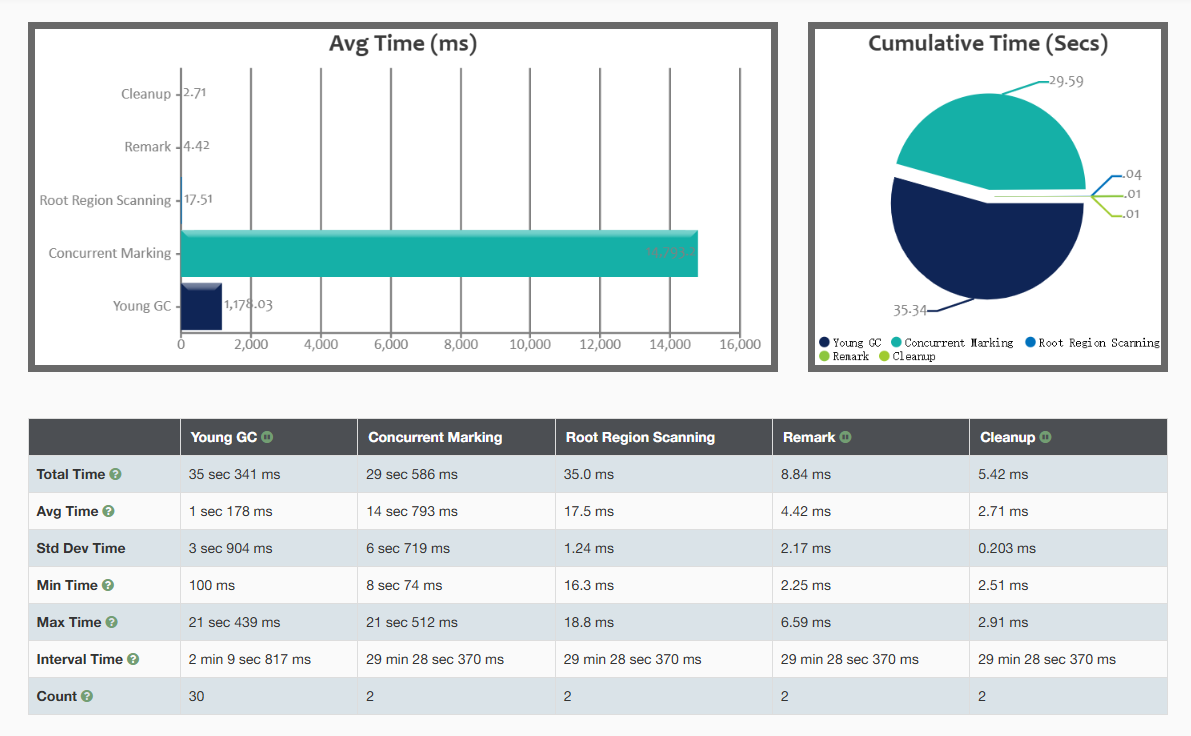 Avg Time (ms)
Cleanup 2.71
Remark 4.42
Root Region Scanning 17.51
Concurrent Marking
Young GC 1,178.03
0 2,000 4,000 6,000 8,000 10,000 12,000 14,000 16,000
Cumulative Time (Secs)
29.59
.04
.01
.01
35.34
Young GC Concurrent Marking Root Region Scanning
Remark Cleanup
Young GC Concurrent Marking Root Region Scanning Remark Cleanup
Total Time 35 sec 341 ms 29 sec 586 ms 35.0 ms 8.84 ms 5.42 ms
Avg Time 1 sec 178 ms 14 sec 793 ms 17.5 ms 4.42 ms 2.71 ms
Std Dev Time 3 sec 904 ms 6 sec 719 ms 1.24 ms 2.17 ms 0.203 ms
Min Time 100 ms 8 sec 74 ms 16.3 ms 2.25 ms 2.51 ms
Max Time 21 sec 439 ms 21 sec 512 ms 18.8 ms 6.59 ms 2.91 ms
Interval Time 2 min 9 sec 817 ms 29 min 28 sec 370 ms 29 min 28 sec 370 ms 29 min 28 sec 370 ms 29 min 28 sec 370 ms
Count 30 2 2 2 2